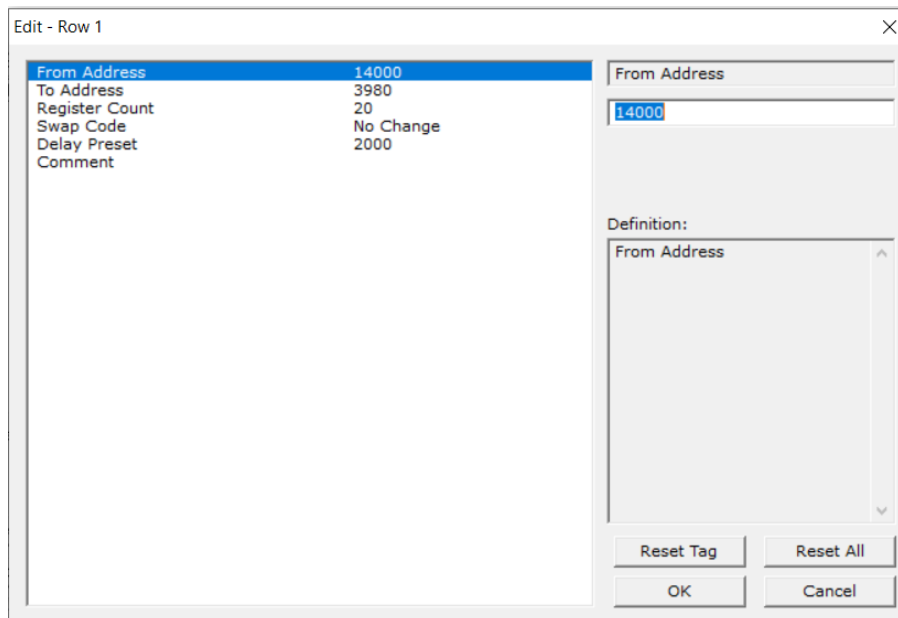 Edit - Row 1
From Address 14000
To Address 3980
Register Count 20
Swap Code No Change
Delay Preset 2000
Comment
From Address
14000
Definition:
From Address
Reset Tag Reset All
OK Cancel